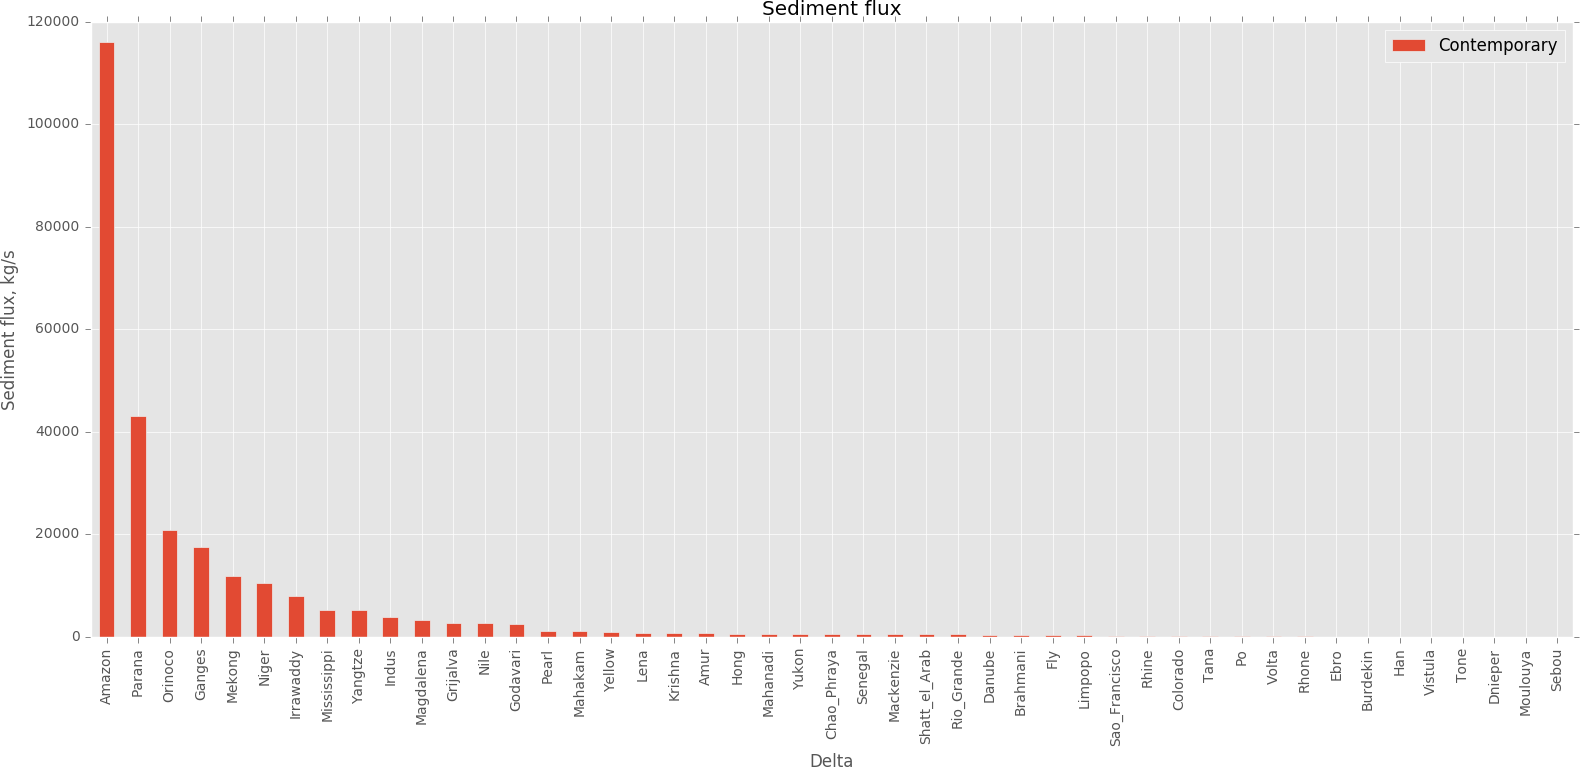 Sediment flux
Contemporary
Sediment flux, kg/s
120000
100000
80000
60000
40000
20000
0
Amazon
Parana
Orinoco
Ganges
Mekong
Niger
Irrawaddy
Mississippi
Yangtze
Indus
Magdalena
Grijalva
Nile
Godavari
Pearl
Mahakam
Yellow
Lena
Krishna
Amur
Hong
Mahanadi
Yukon
Chao_Phraya
Senegal
Mackenzie
Shatt_el_Arab
Rio_Grande
Danube
Brahmani
Fly
Limpopo
Sao_Francisco
Rhine
Colorado
Tana
Po
Volta
Rhone
Ebro
Burdekin
Han
Vistula
Tone
Dnieper
Moulouya
Sebou
Delta